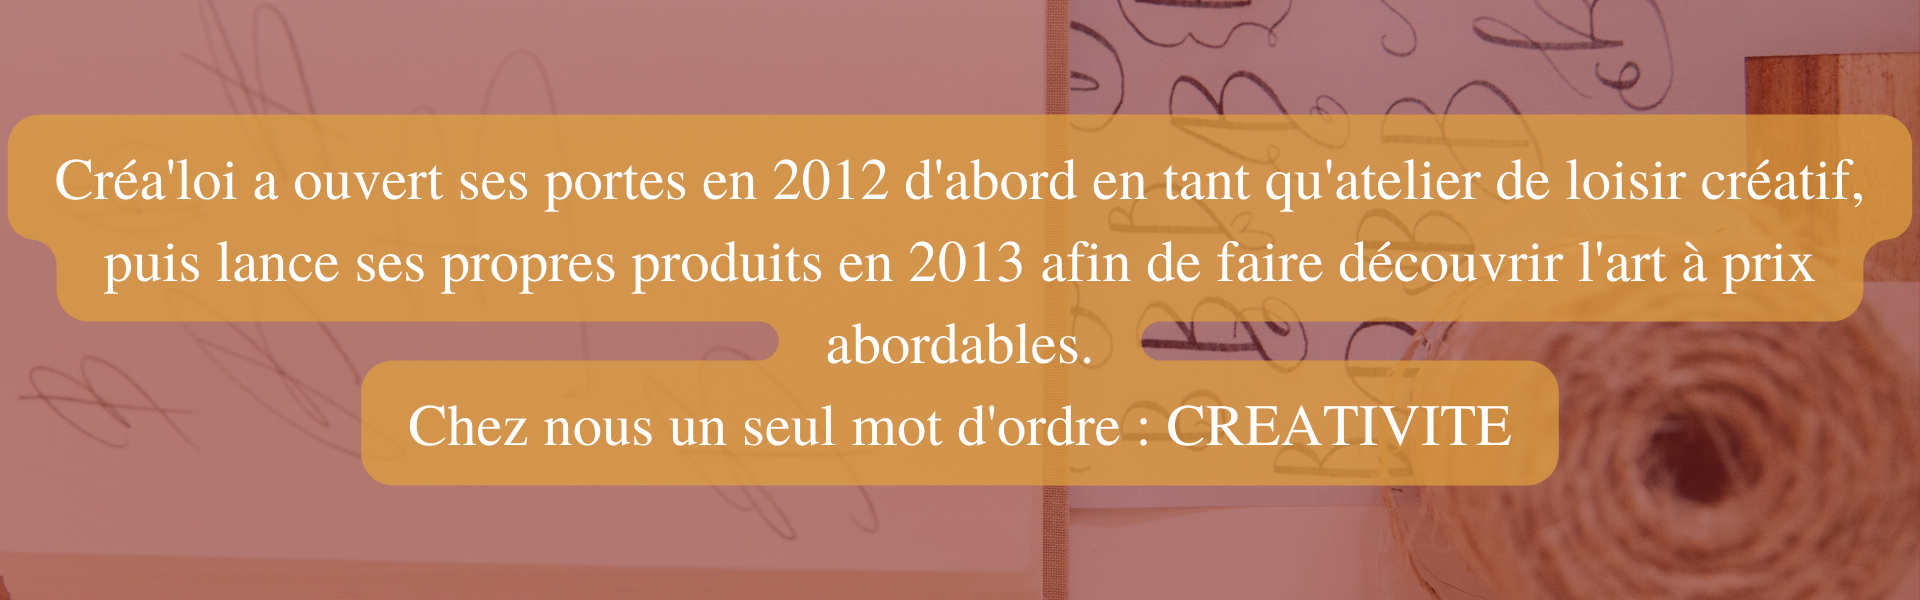 Créa'loi a ouvert ses portes en 2012 d'abord en tant qu'atelier de loisir créatif,
puis lance ses propres produits en 2013 afin de faire découvrir l'art à prix
abordables.
Chez nous un seul mot d'ordre : CREATIVITE